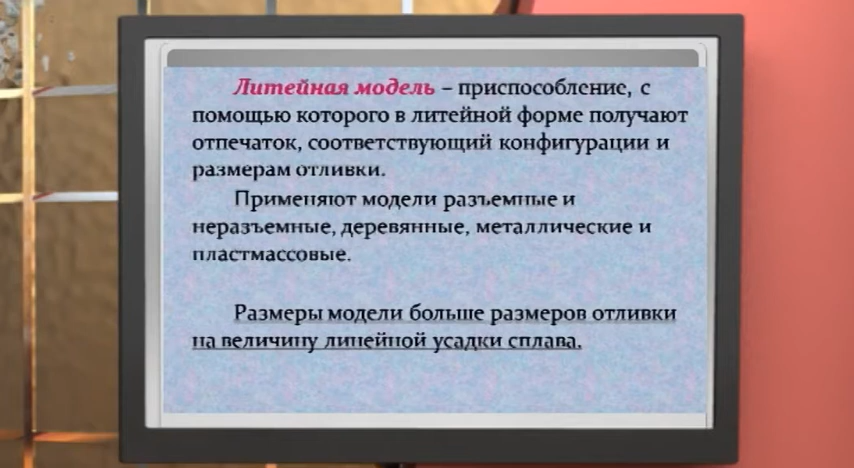 Литейная модель – приспособление, с
помощью которого в литейной форме получают
отпечаток, соответствующий конфигурации и
размерам отливки.
Применяют модели разъемные и
неразъемные, деревянные, металлические и
пластмассовые.
Размеры модели больше размеров отливки
на величину линейной усадки сплава.